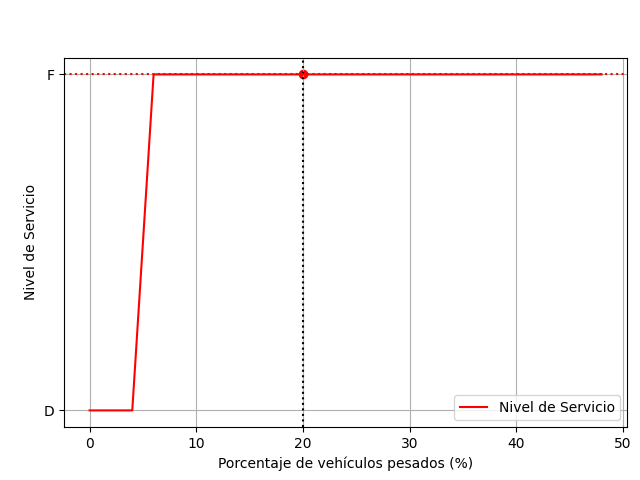 F
Nivel de Servicio
D
Nivel de Servicio
0 10 20 30 40 50
Porcentaje de vehículos pesados (%)